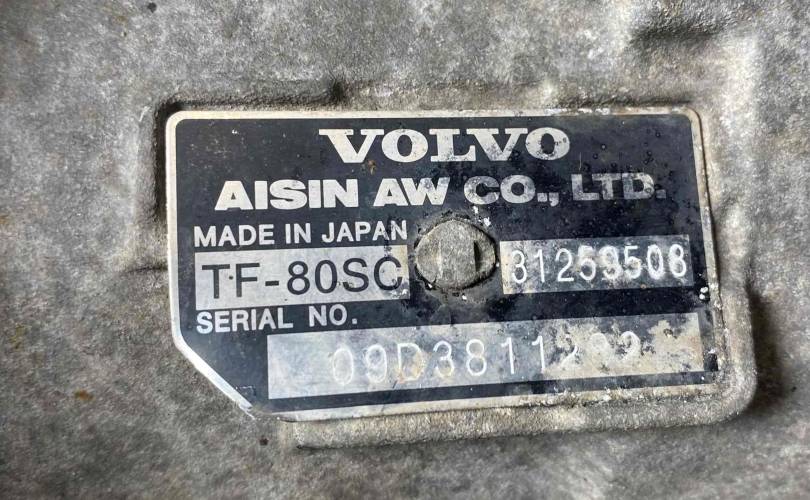 VOLVO
AISIN AW CO., LTD.
MADE IN JAPAN
TF-80SC 31259508
SERIAL NO.